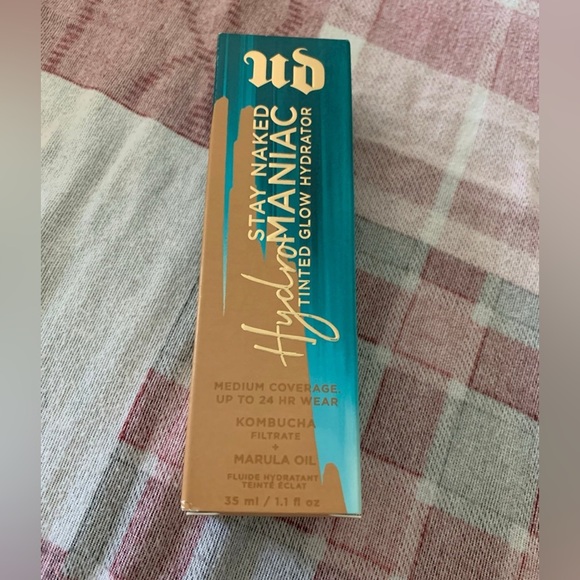 UD
STAY NAKED
HydroMANIAC
TINTED GLOW HYDRATOR
MEDIUM COVERAGE
UP TO 24 HR WEAR
KOMBUCHA
FILTRATE
+
MARULA OIL
FLUIDE HYDRATANT
TEINTÉ ÉCLAT
35 ml / 1.1 fl oz